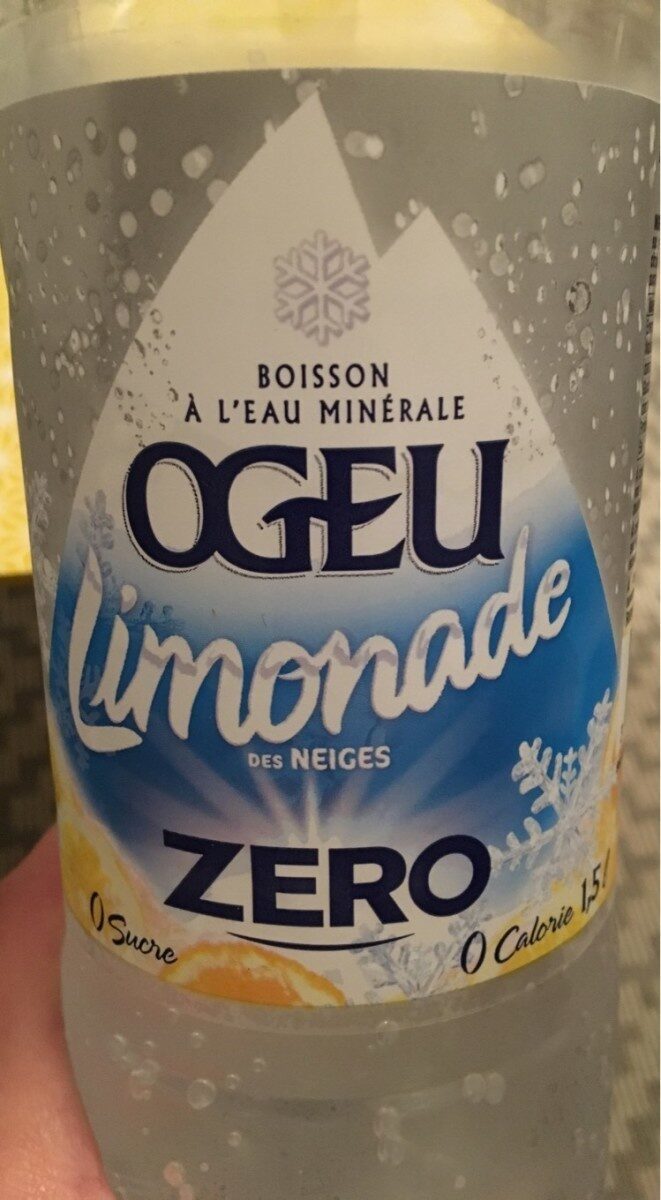 BOISSON
À L'EAU MINÉRALE
OGEU
Limonade
DES NEIGES
ZERO
0 Sucre
0 Calorie 1,5 l